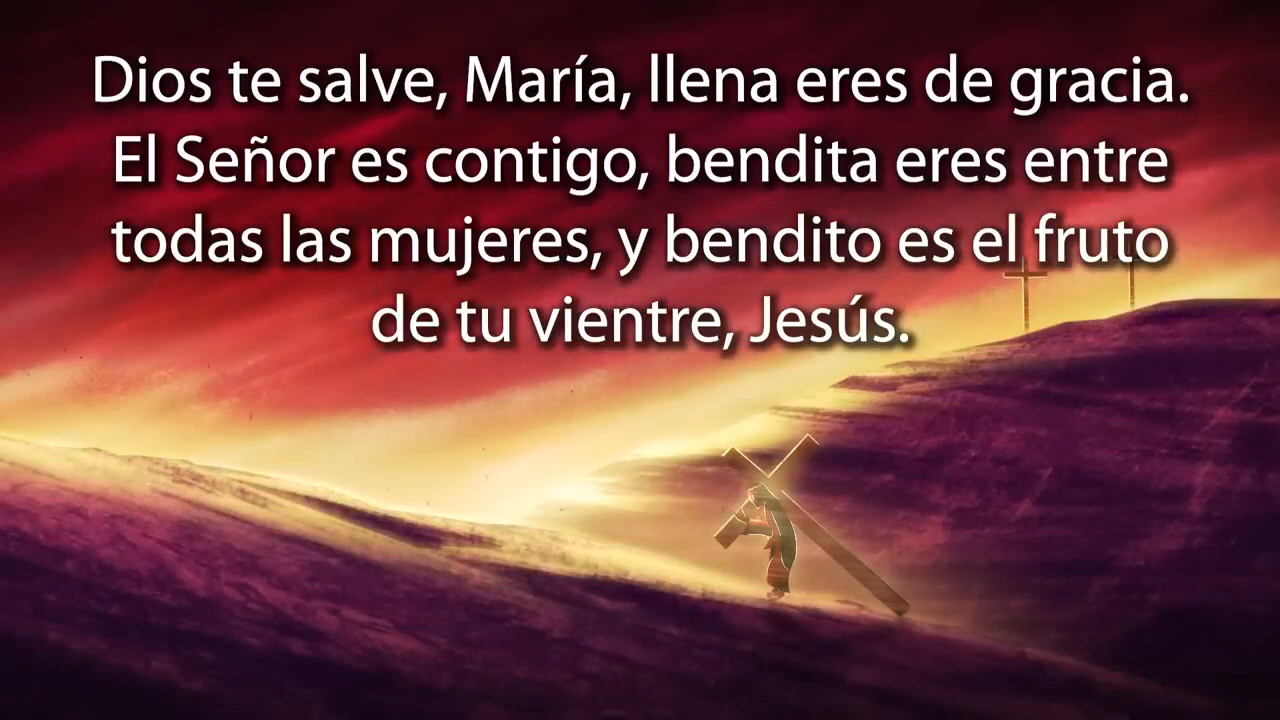 Dios te salve, María, llena eres de gracia.
El Señor es contigo, bendita eres entre
todas las mujeres, y bendito es el fruto
de tu vientre, Jesús.